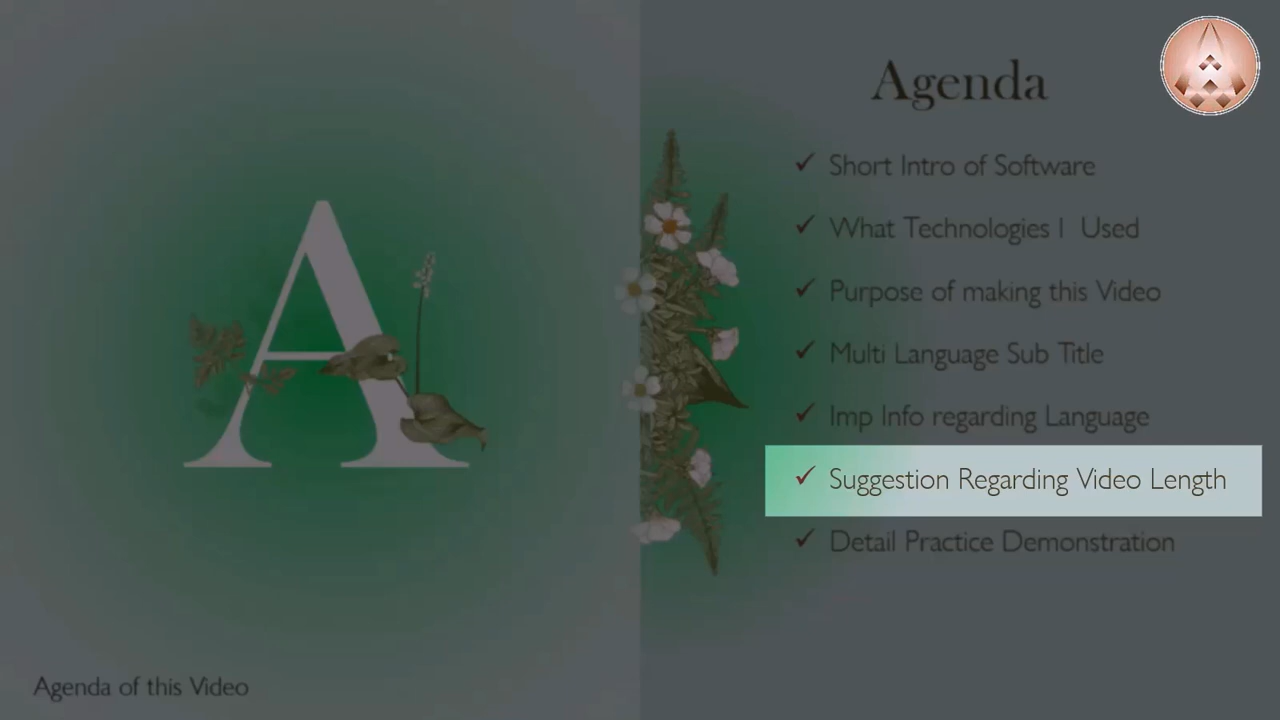 A
Agenda
Short Intro of Software
What Technologies I Used
Purpose of making this Video
Multi Language Sub Title
Imp Info regarding Language
Suggestion Regarding Video Length
Detail Practice Demonstration
Agenda of this Video